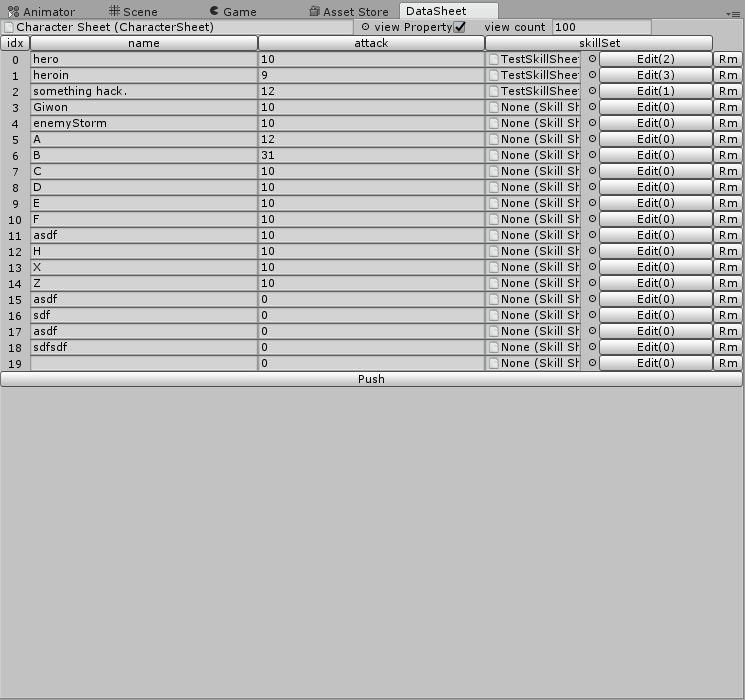 Animator Scene Game Asset Store DataSheet
Character Sheet (CharacterSheet) view Property view count 100
idx name attack skillSet
0 hero 10 TestSkillSheet Edit(2) Rm
1 heroin 9 TestSkillSheet Edit(3) Rm
2 something hack. 12 TestSkillSheet Edit(1) Rm
3 Giwon 10 None (Skill Sh Edit(0) Rm
4 enemyStorm 10 None (Skill Sh Edit(0) Rm
5 A 12 None (Skill Sh Edit(0) Rm
6 B 31 None (Skill Sh Edit(0) Rm
7 C 10 None (Skill Sh Edit(0) Rm
8 D 10 None (Skill Sh Edit(0) Rm
9 E 10 None (Skill Sh Edit(0) Rm
10 F 10 None (Skill Sh Edit(0) Rm
11 asdf 10 None (Skill Sh Edit(0) Rm
12 H 10 None (Skill Sh Edit(0) Rm
13 X 10 None (Skill Sh Edit(0) Rm
14 Z 10 None (Skill Sh Edit(0) Rm
15 asdf 0 None (Skill Sh Edit(0) Rm
16 sdf 0 None (Skill Sh Edit(0) Rm
17 asdf 0 None (Skill Sh Edit(0) Rm
18 sdfsdf 0 None (Skill Sh Edit(0) Rm
19 0 None (Skill Sh Edit(0) Rm
Push